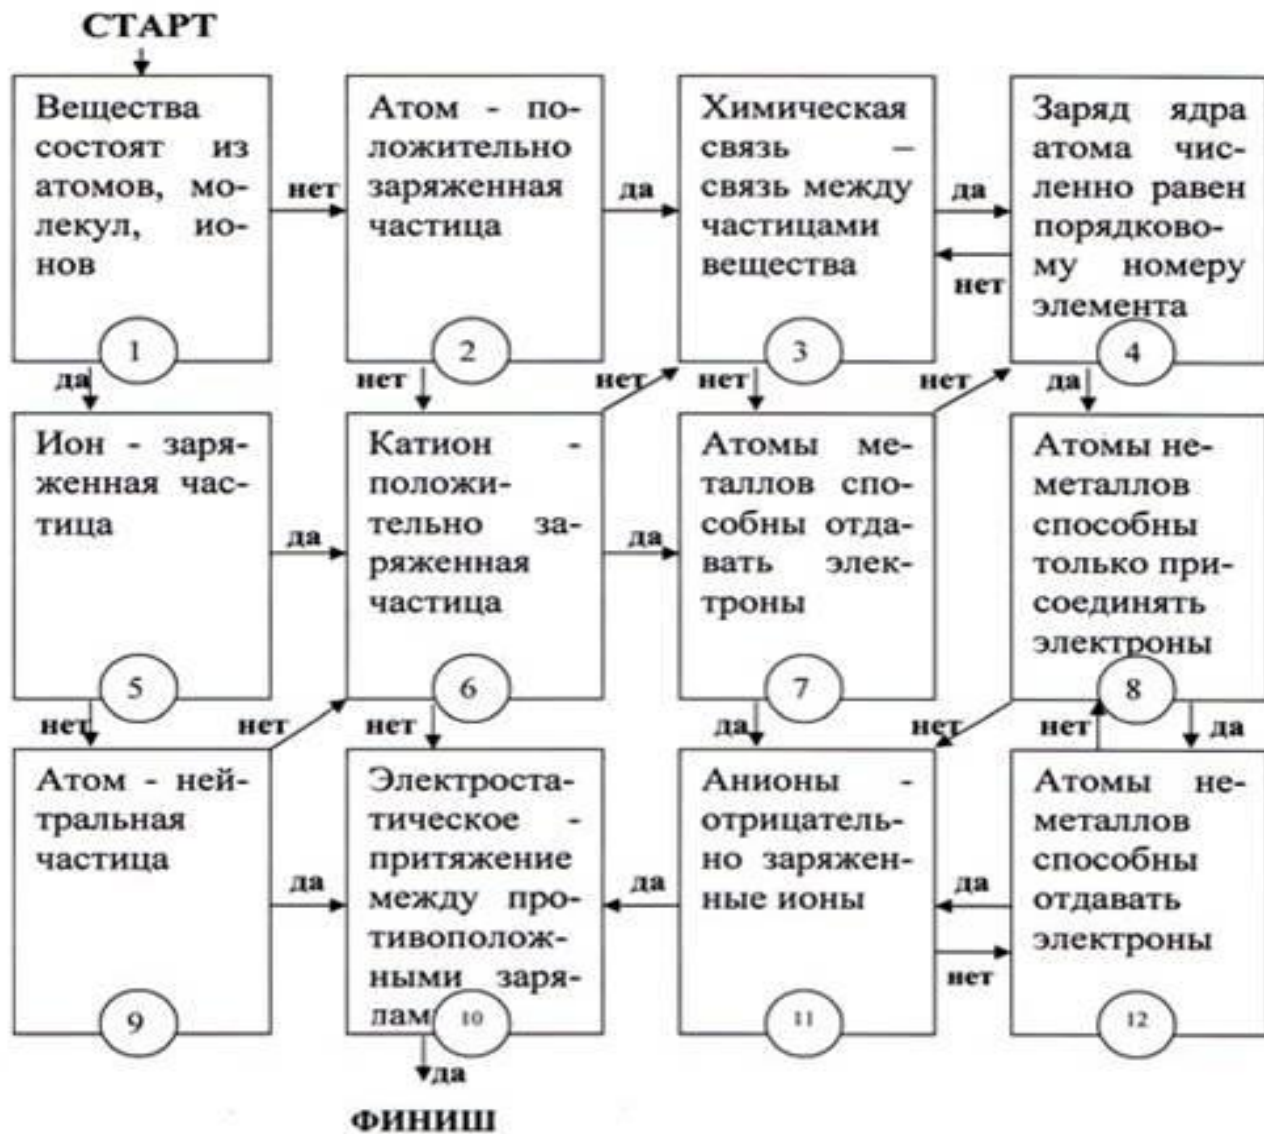 СТАРТ
Вещества
состоят из
атомов, мо-
лекул, ио-
нов
1
нет
Атом - по-
ложительно
заряженная
частица
2
да
Химическая
связь –
связь между
частицами
вещества
3
да
нет
Заряд ядра
атома чис-
ленно равен
порядково-
му номеру
элемента
4
да
нет
нет
нет
нет
да
Ион - заря-
женная час-
тица
5
да
Катион -
положи-
тельно за-
ряженная
частица
6
да
Атомы ме-
таллов спо-
собны отда-
вать элек-
троны
7
Атомы не-
металлов
способны
только при-
соединять
электроны
8
нет
нет
нет
да
нет
нет
да
Атом - ней-
тральная
частица
9
да
Электроста-
тическое -
притяжение
между про-
тивополож-
ными заря-
лам
10
да
Анионы -
отрицатель-
но заряжен-
ные ионы
11
да
нет
Атомы не-
металлов
способны
отдавать
электроны
12
да
ФИНИШ